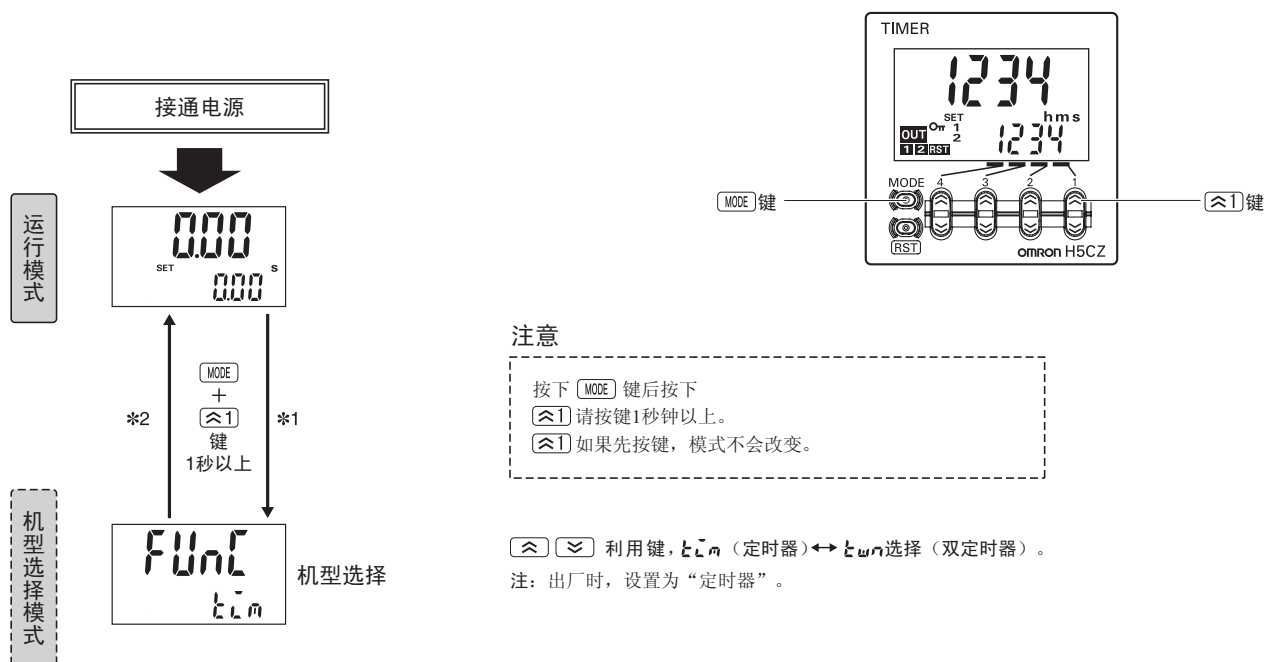 接通电源
运行模式
0.00
SET s
0.00
MODE
+
︽1
键
1秒以上
*2
*1
机型选择模式
FUnC
tim
机型选择
TIMER
1234
SET
hms
OUT
1
2
1234
1 2 RST
MODE 4 3 2 1
RST
OMRON H5CZ
MODE 键
︽1 键
注意
按下 MODE 键后按下
︽1 请按键1秒钟以上。
︽1 如果先按键，模式不会改变。
︽ ︾ 利用键，tim（定时器）↔ twn选择（双定时器）。
注：出厂时，设置为“定时器”。